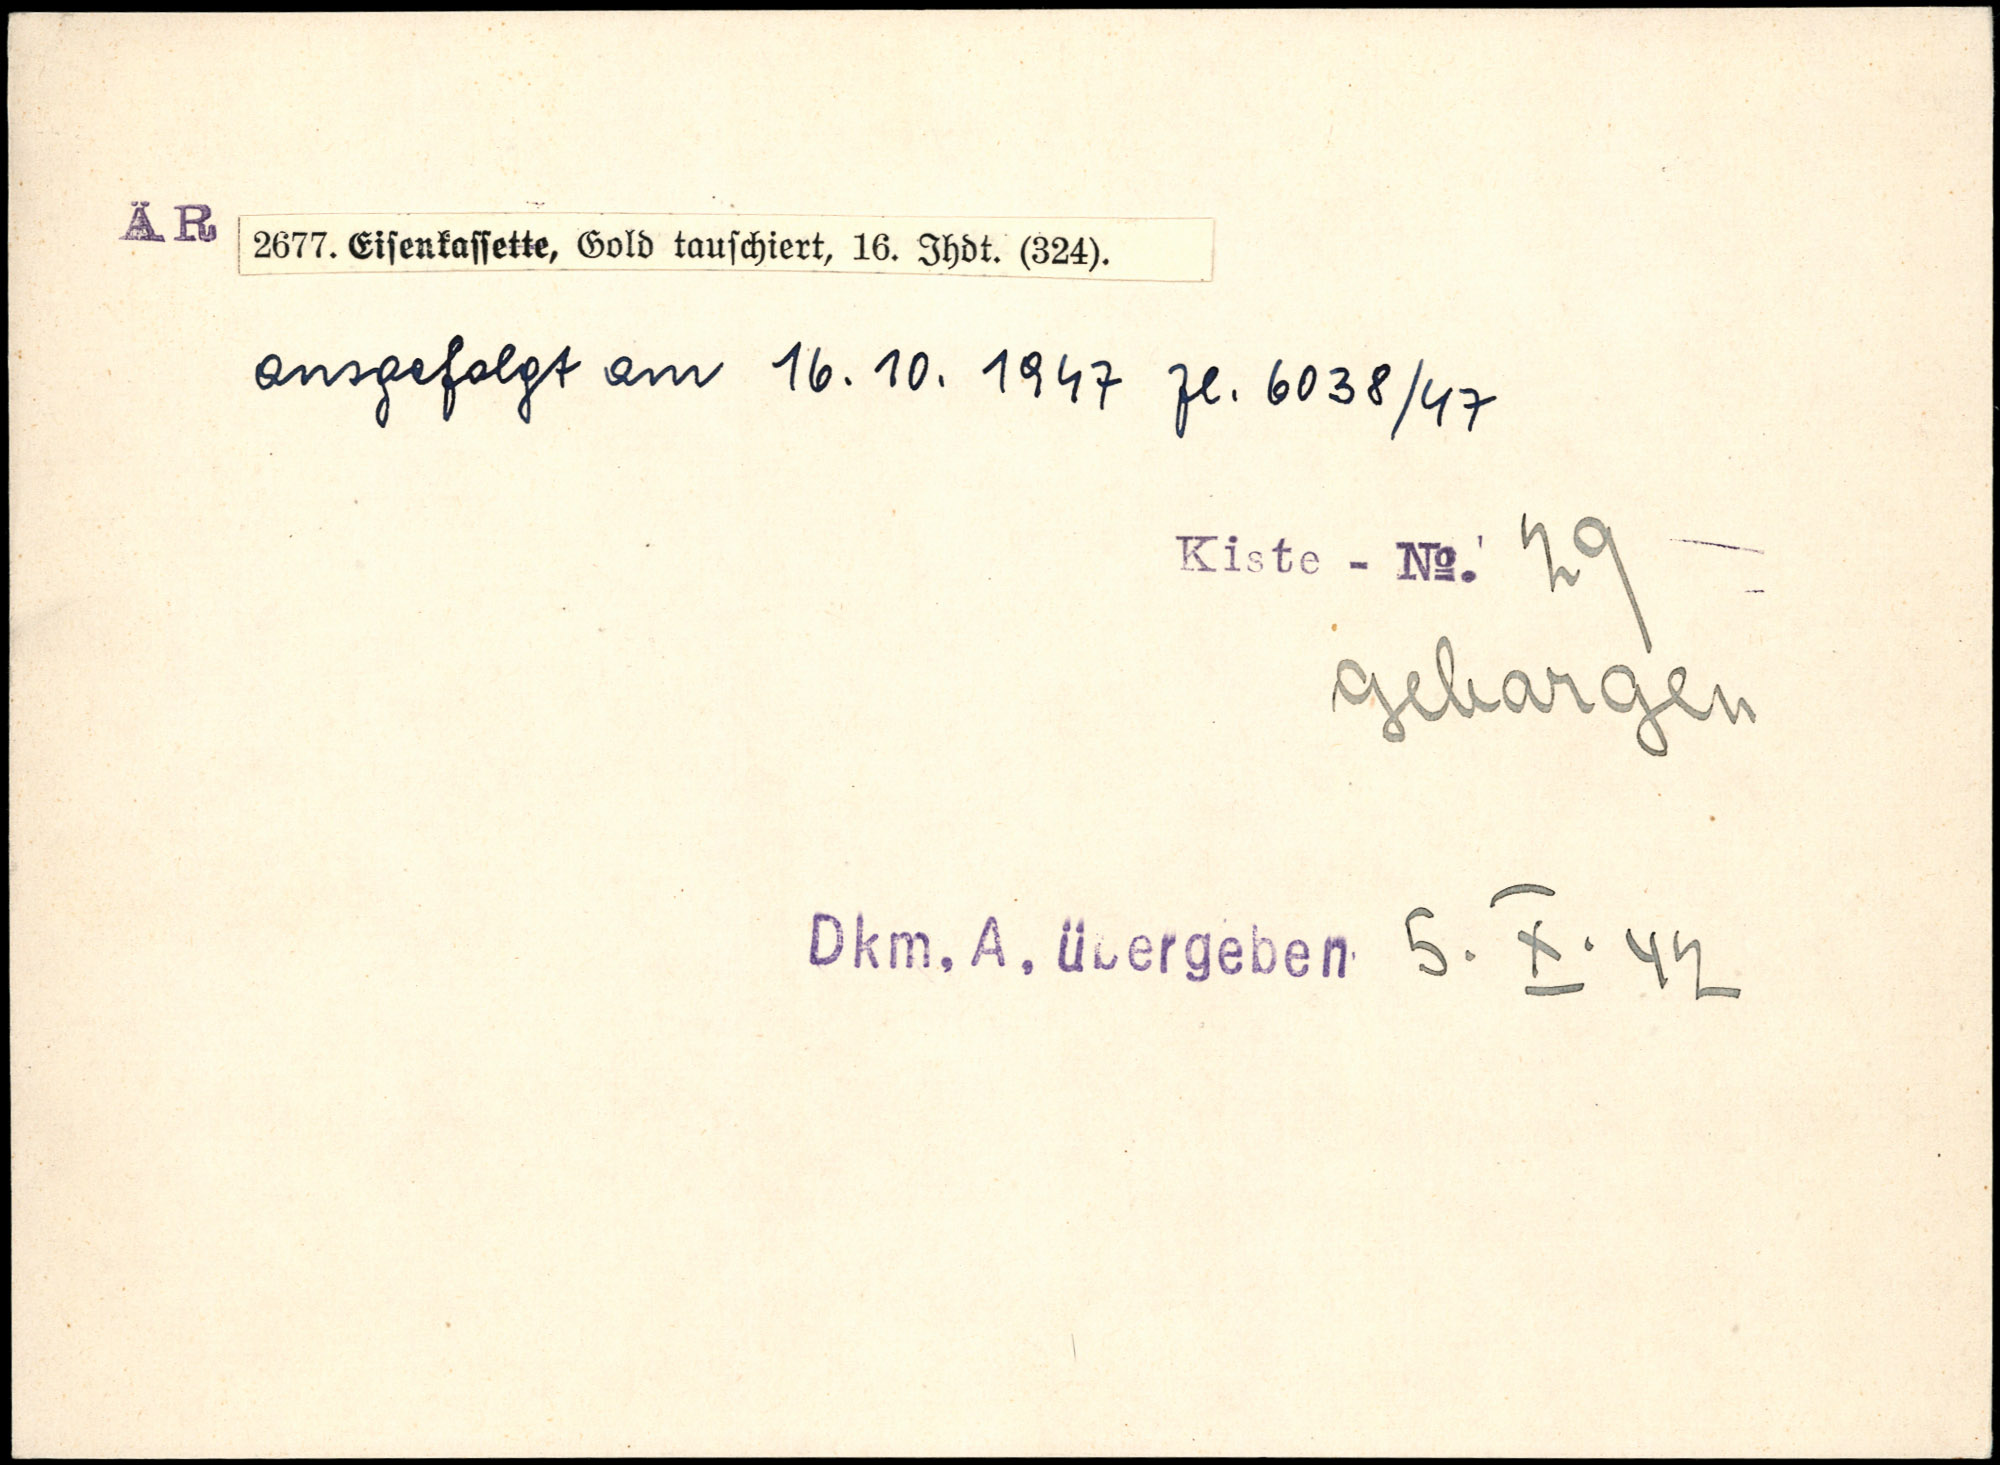 ÄR 2677. Eiſenkaſſette, Gold tauſchiert, 16. Jhdt. (324).
ausgefolgt am 16. 10. 1947 Zl. 6038/47
Kiste - No. 29
geborgen
Dkm. A. übergeben 5. X. 42